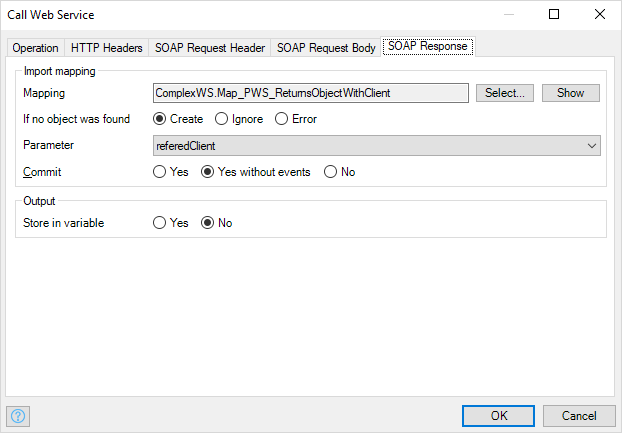 Call Web Service
Operation HTTP Headers SOAP Request Header SOAP Request Body SOAP Response
Import mapping
Mapping ComplexWS.Map_PWS_ReturnsObjectWithClient Select... Show
If no object was found Create Ignore Error
Parameter referedClient
Commit Yes Yes without events No
Output
Store in variable Yes No
? OK Cancel